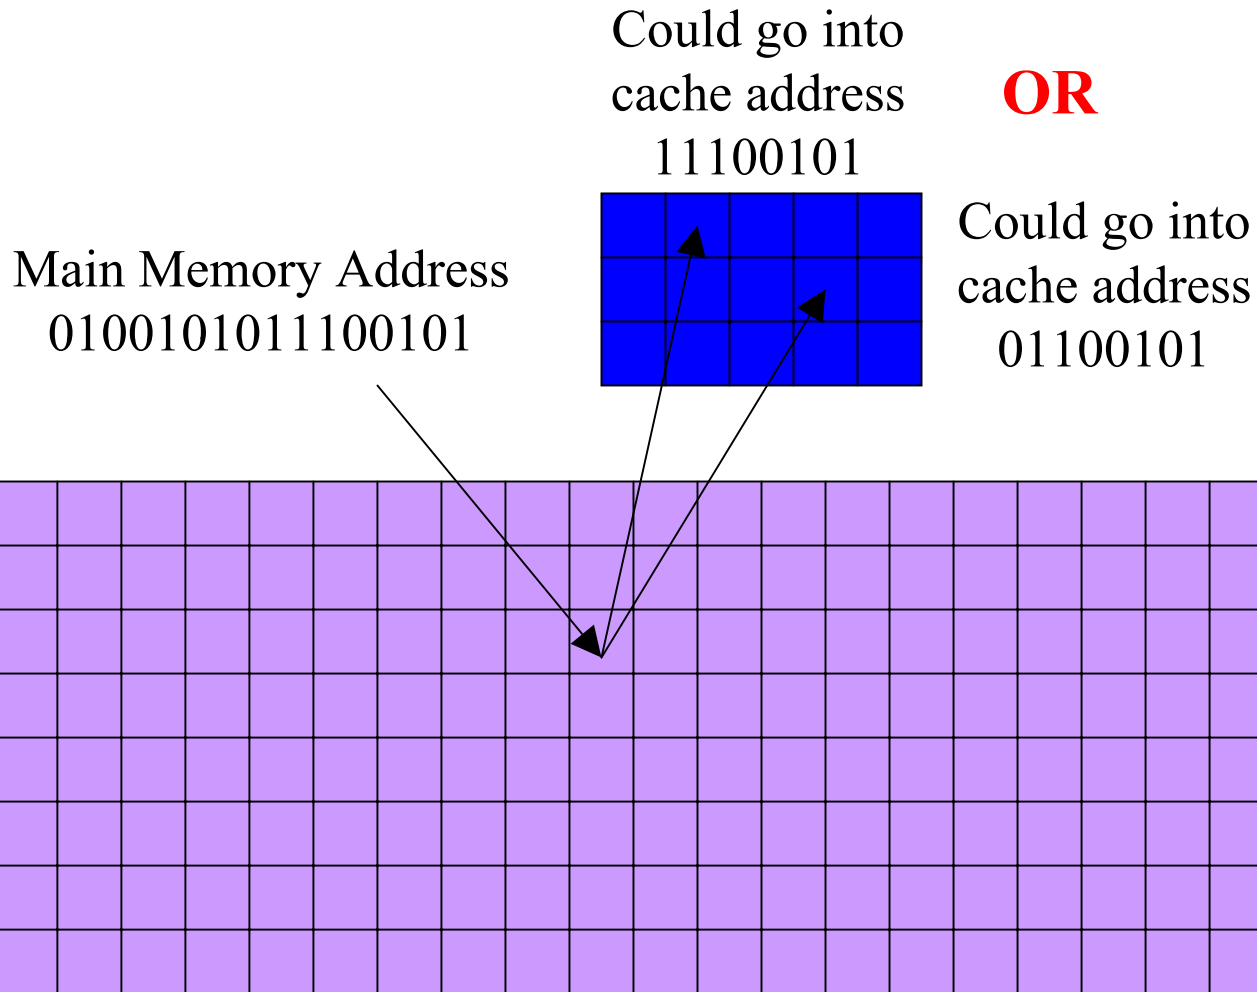 Could go into
cache address
11100101
OR
Could go into
cache address
01100101
Main Memory Address
0100101011100101